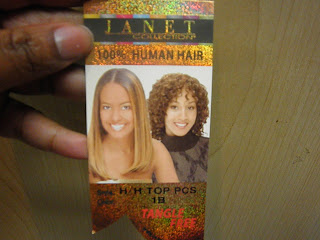 JANET
COLLECTION
100% HUMAN HAIR
H/H TOP PCS
1B
TANGLE
FREE